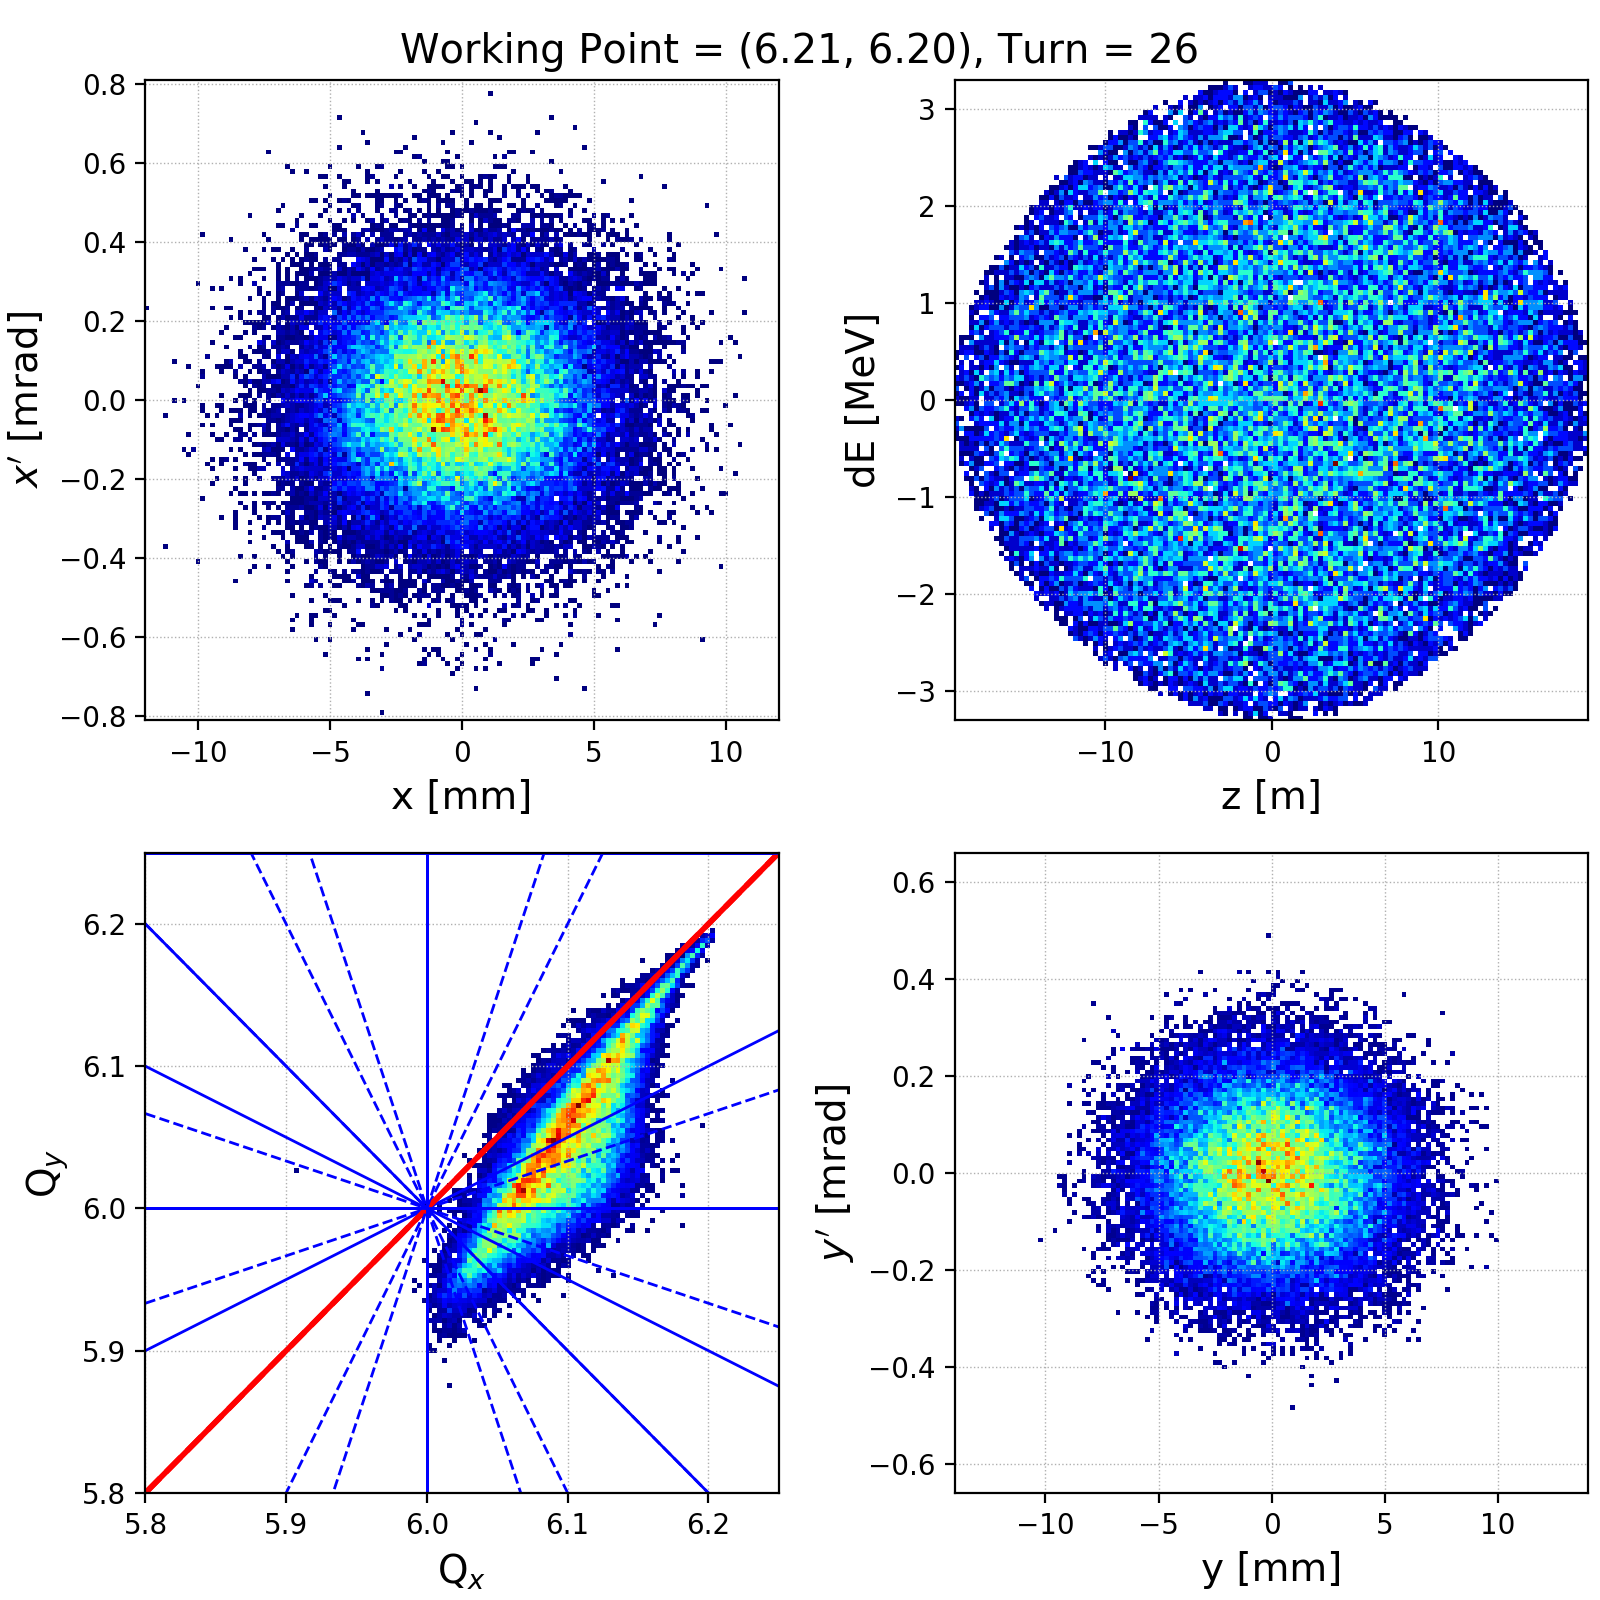 Working Point = (6.21, 6.20), Turn = 26
0.8
0.6
0.4
0.2
0.0
−0.2
−0.4
−0.6
−0.8
x′ [mrad]
−10 −5 0 5 10
x [mm]
3
2
1
0
−1
−2
−3
dE [MeV]
−10 0 10
z [m]
6.2
6.1
6.0
5.9
5.8
Qy
5.8 5.9 6.0 6.1 6.2
Qx
0.6
0.4
0.2
0.0
−0.2
−0.4
−0.6
y′ [mrad]
−10 −5 0 5 10
y [mm]